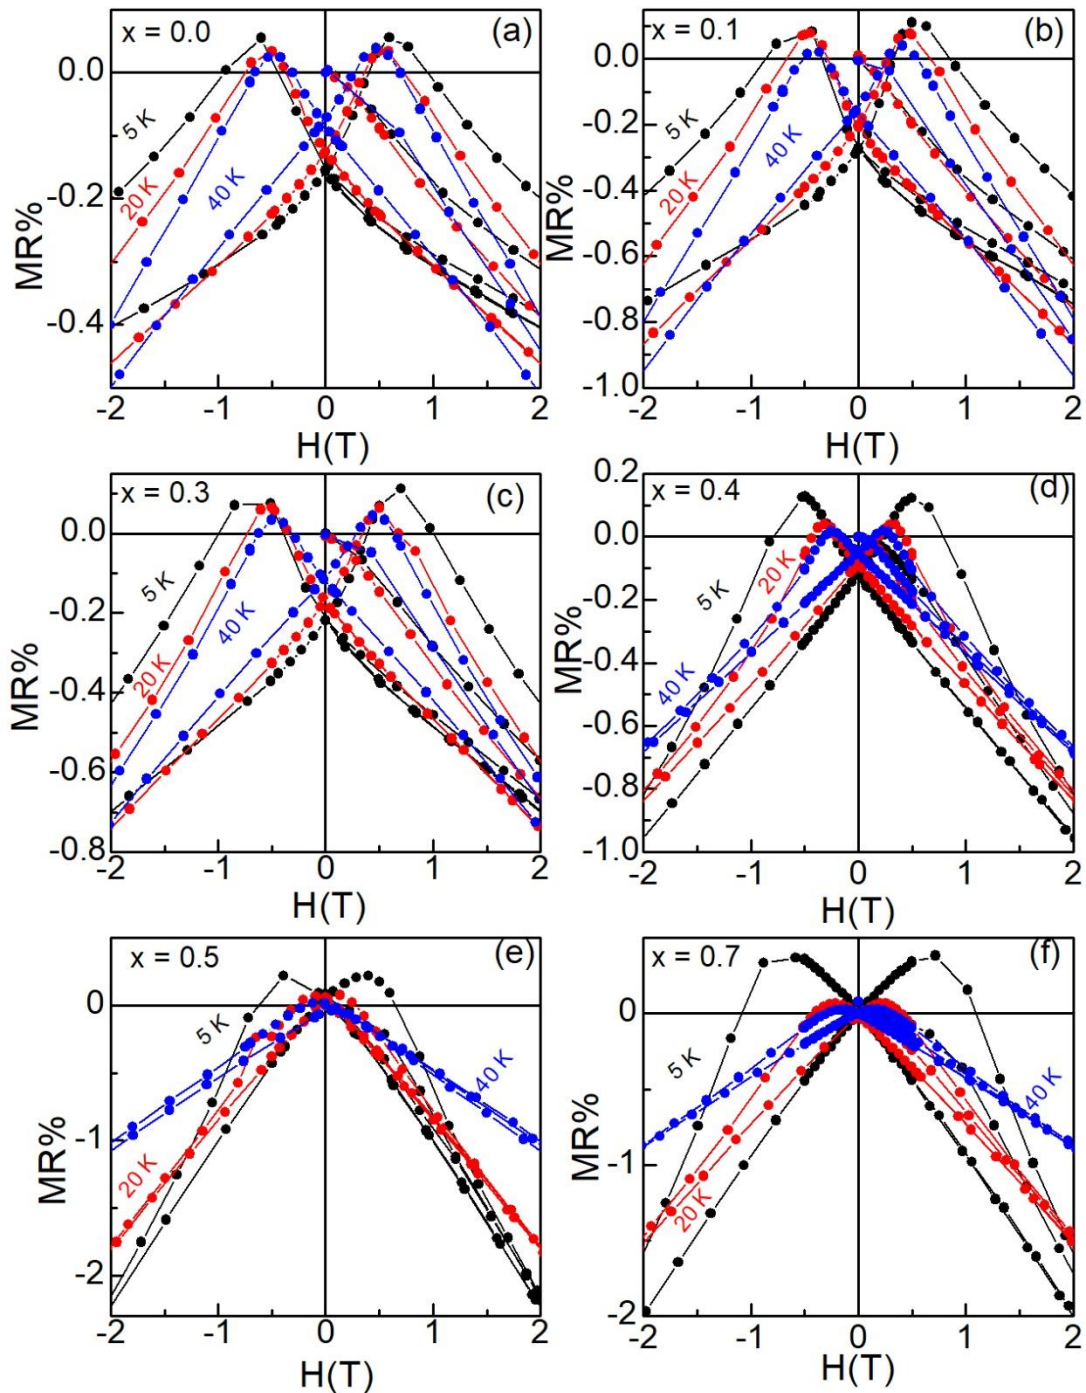 x = 0.0 (a)
0.0
-0.2
-0.4
MR%
5 K
20 K
40 K
-2 -1 0 1 2
H(T)
x = 0.1 (b)
0.0
-0.2
-0.4
-0.6
-0.8
-1.0
MR%
5 K
20 K
40 K
-2 -1 0 1 2
H(T)
x = 0.3 (c)
0.0
-0.2
-0.4
-0.6
-0.8
MR%
5 K
20 K
40 K
-2 -1 0 1 2
H(T)
x = 0.4 (d)
0.2
0.0
-0.2
-0.4
-0.6
-0.8
-1.0
MR%
5 K
20 K
40 K
-2 -1 0 1 2
H(T)
x = 0.5 (e)
0
-1
-2
MR%
5 K
20 K
40 K
-2 -1 0 1 2
H(T)
x = 0.7 (f)
0
-1
-2
MR%
5 K
20 K
40 K
-2 -1 0 1 2
H(T)